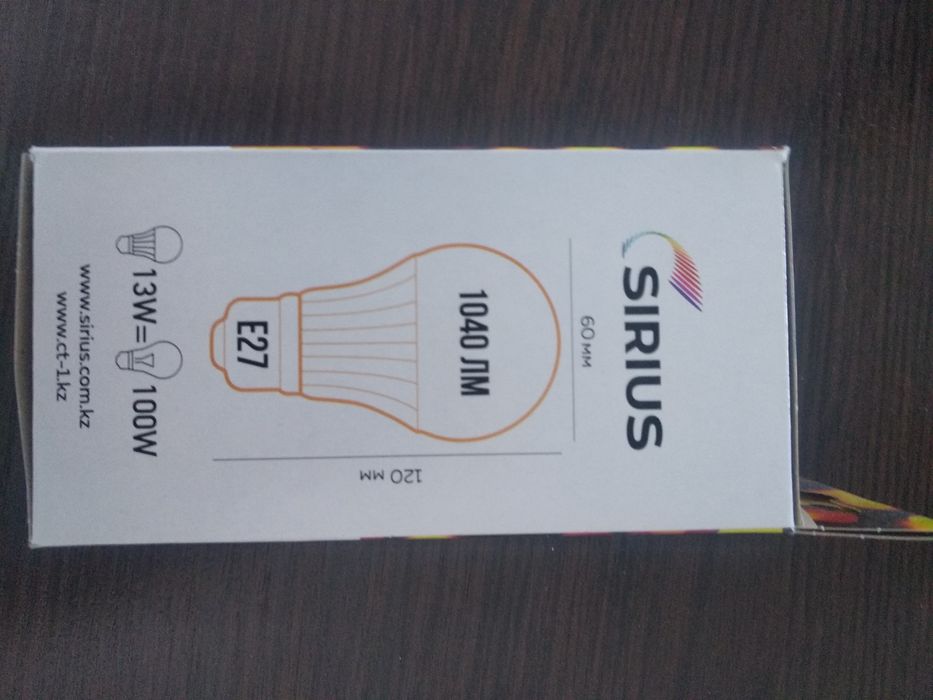 SIRIUS
60 мм
1040 ЛМ
120 мм
E27
13W= 100W
www.sirius.com.kz
www.ct-1.kz